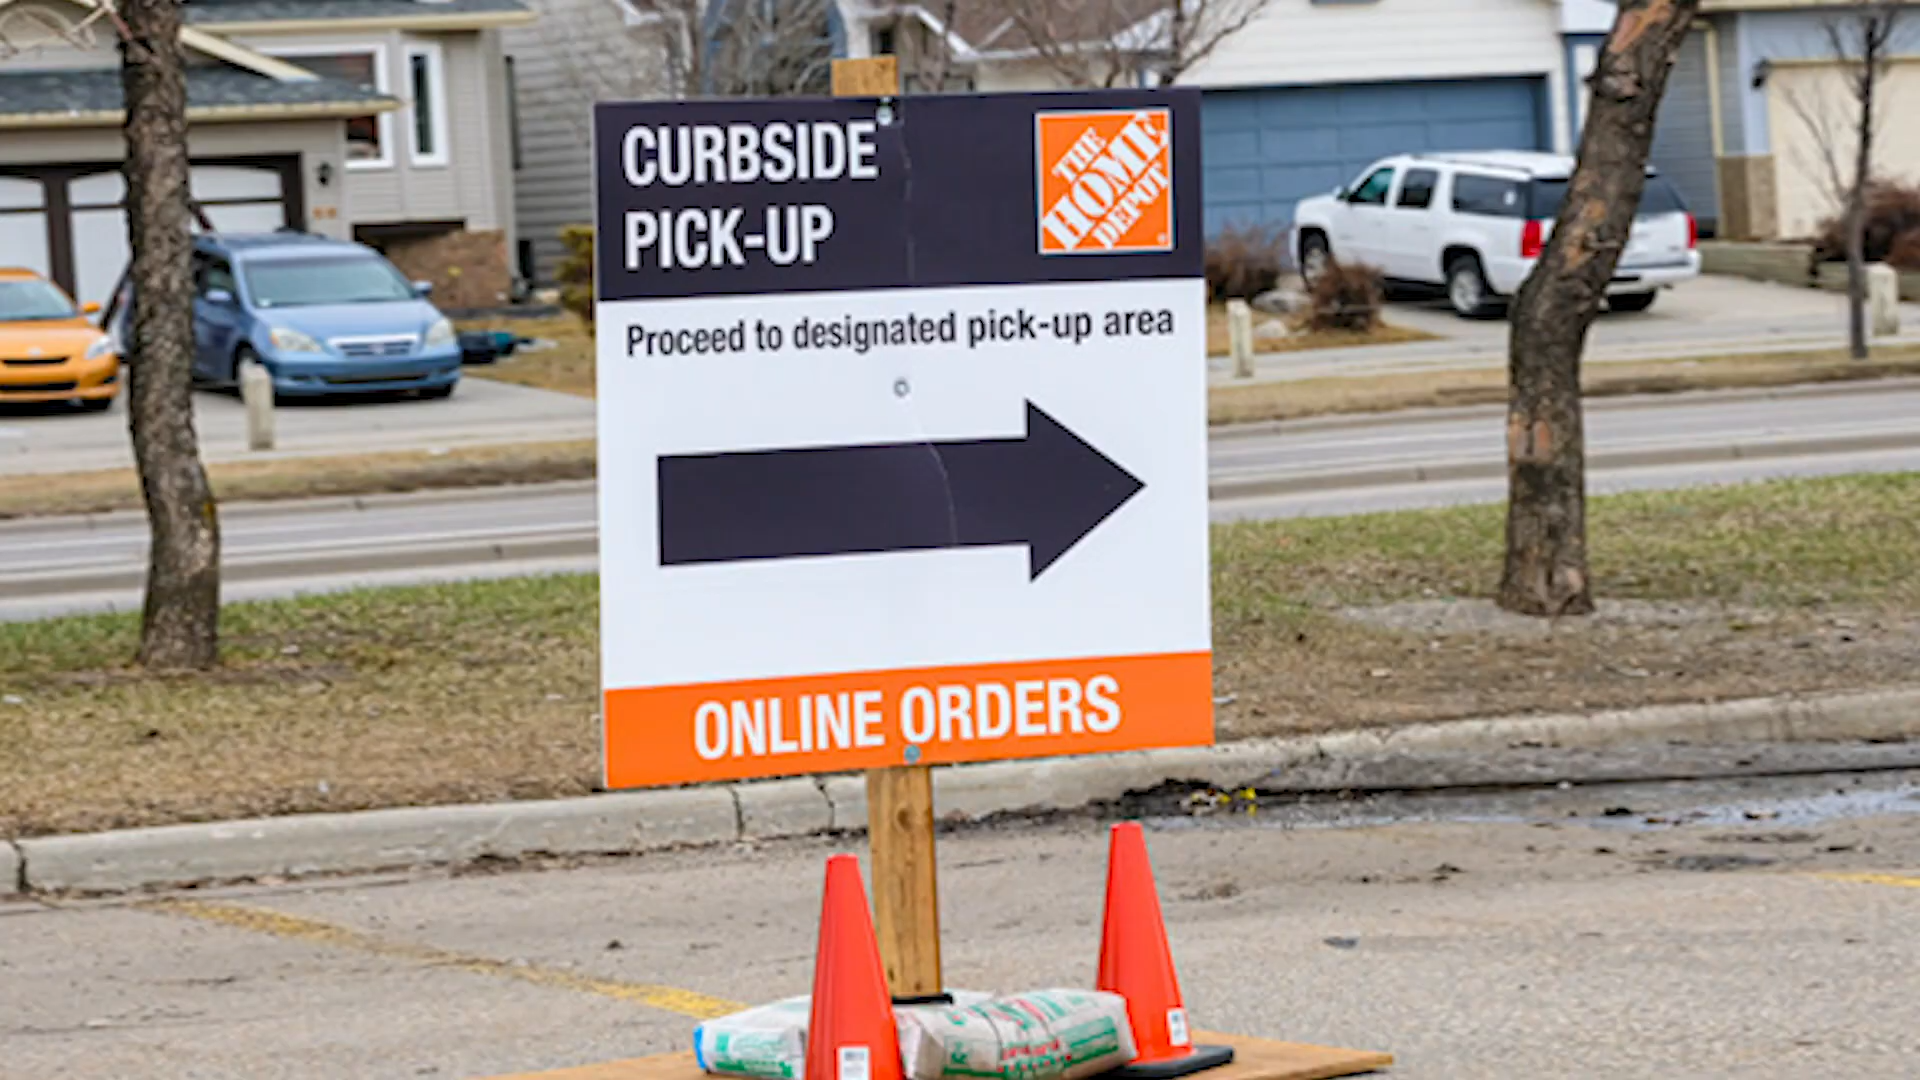 CURBSIDE
PICK-UP
THE
HOME
DEPOT
Proceed to designated pick-up area
ONLINE ORDERS